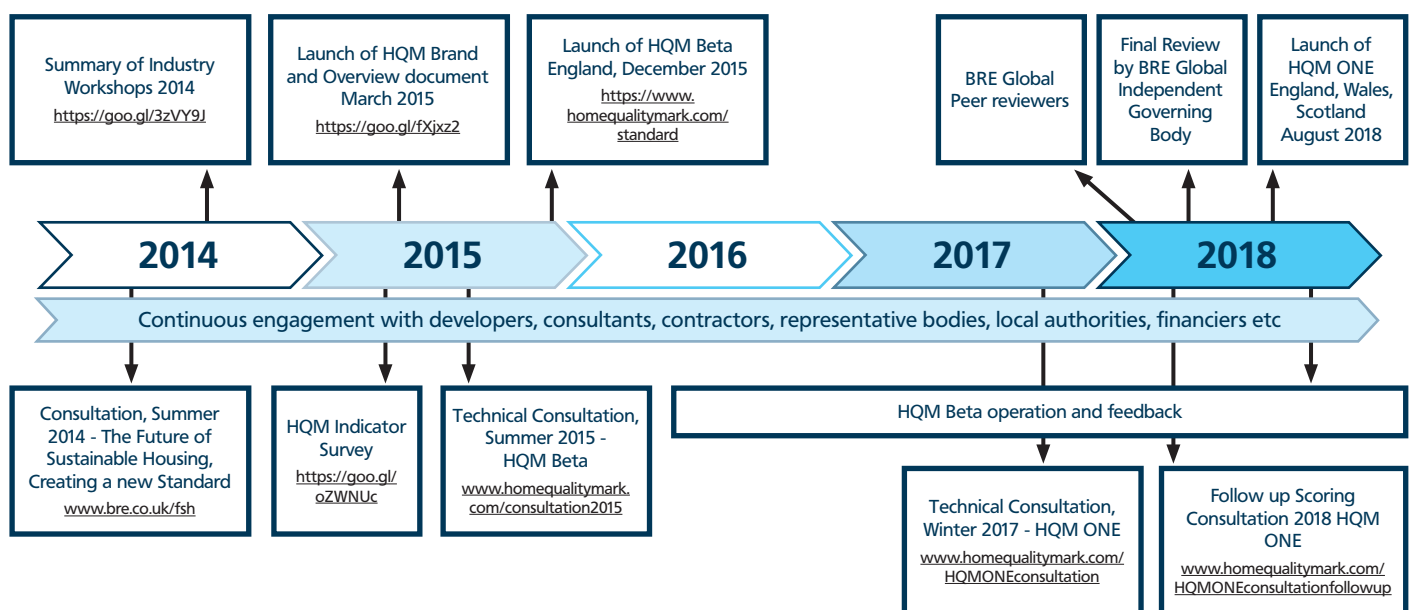 Summary of Industry
Workshops 2014
https://goo.gl/3zVY9J
Launch of HQM Brand
and Overview document
March 2015
https://goo.gl/fXjxz2
Launch of HQM Beta
England, December 2015
https://www.
homequalitymark.com/
standard
BRE Global
Peer reviewers
Final Review
by BRE Global
Independent
Governing
Body
Launch of
HQM ONE
England, Wales,
Scotland
August 2018
2014
2015
2016
2017
2018
Continuous engagement with developers, consultants, contractors, representative bodies, local authorities, financiers etc
Consultation, Summer
2014 - The Future of
Sustainable Housing,
Creating a new Standard
www.bre.co.uk/fsh
HQM Indicator
Survey
https://goo.gl/
oZWNUc
Technical Consultation,
Summer 2015 -
HQM Beta
www.homequalitymark.
com/consultation2015
HQM Beta operation and feedback
Technical Consultation,
Winter 2017 - HQM ONE
www.homequalitymark.com/
HQMONEconsultation
Follow up Scoring
Consultation 2018 HQM
ONE
www.homequalitymark.com/
HQMONEconsultationfollowup